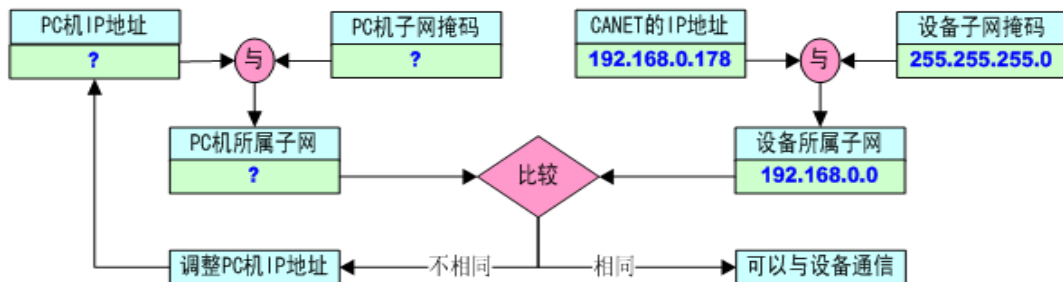 PC机IP地址
?
与
PC机子网掩码
?
CANET的IP地址
192.168.0.178
与
设备子网掩码
255.255.255.0
PC机所属子网
?
比较
设备所属子网
192.168.0.0
调整PC机IP地址
不相同
相同
可以与设备通信